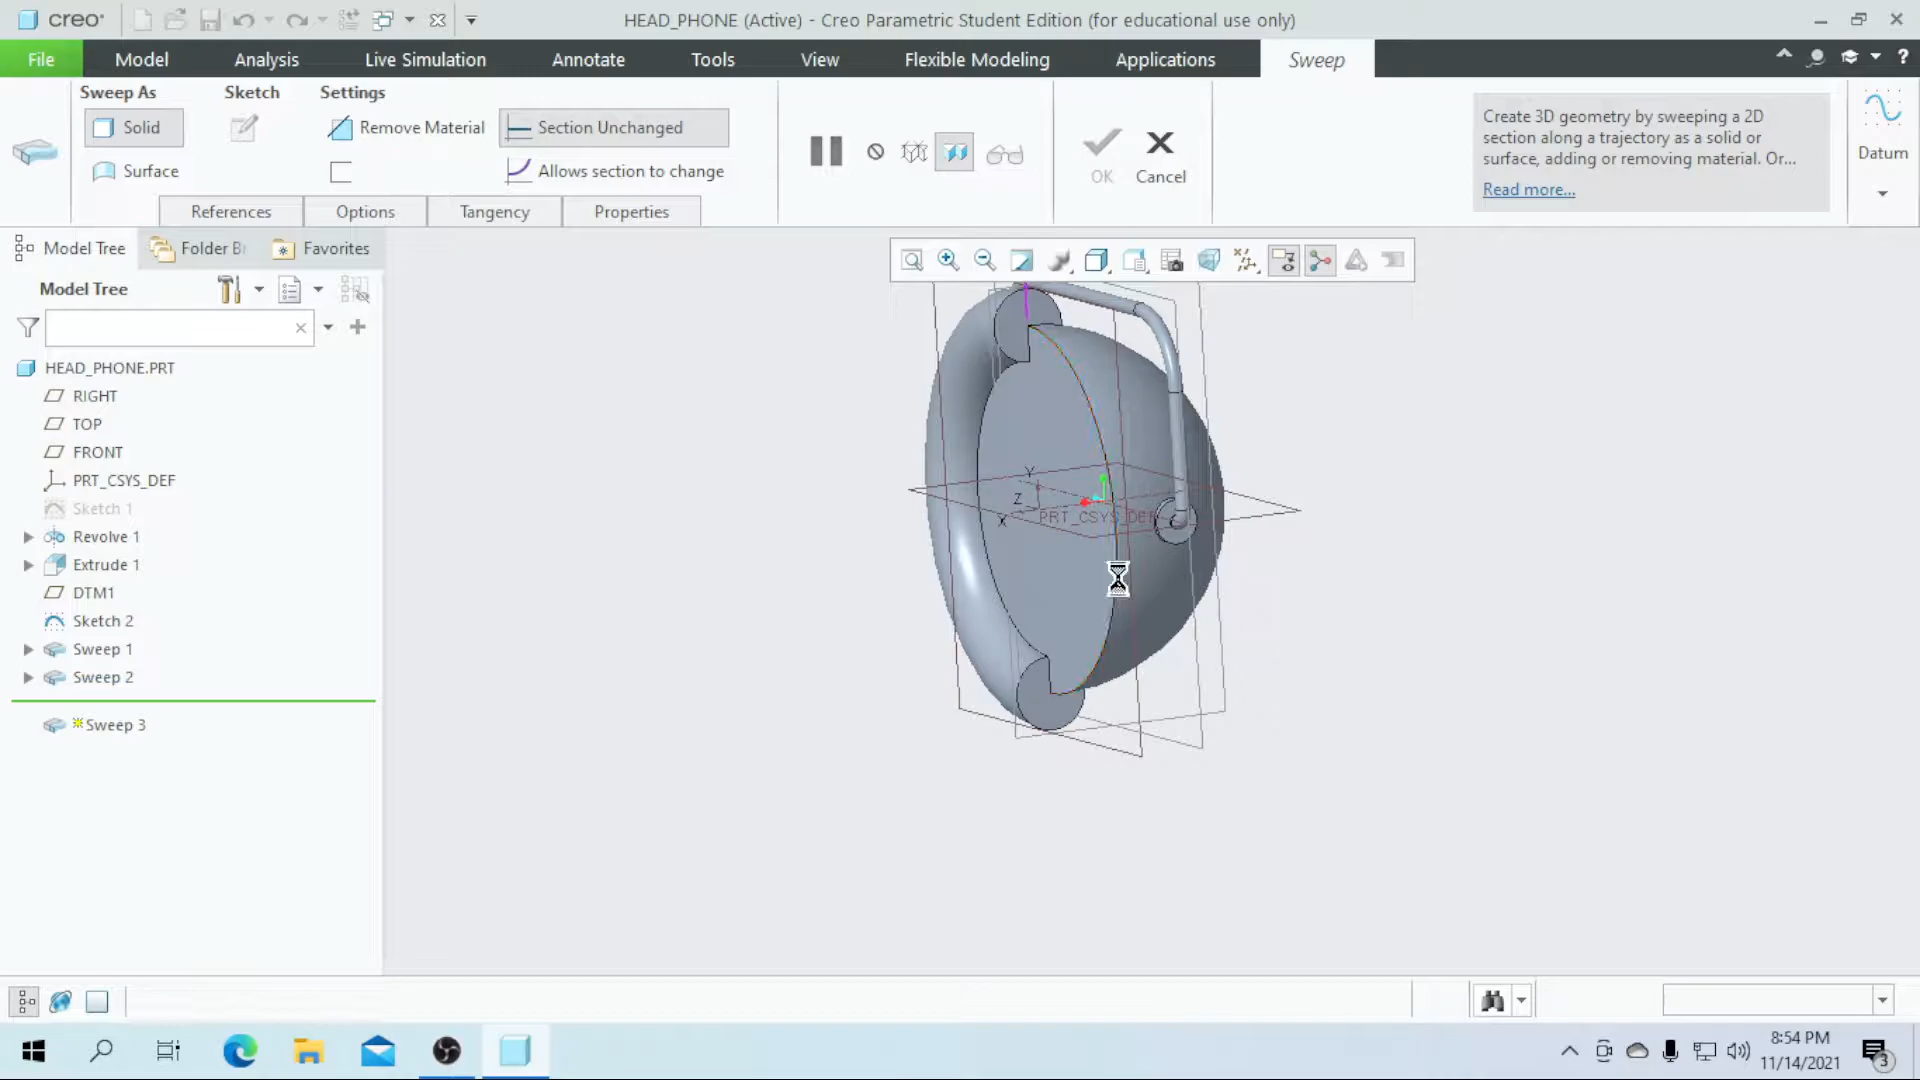 creo
HEAD_PHONE (Active) - Creo Parametric Student Edition (for educational use only)
File
Model
Analysis
Live Simulation
Annotate
Tools
View
Flexible Modeling
Applications
Sweep
Sweep As
Sketch
Settings
Solid
Remove Material
Section Unchanged
Surface
Allows section to change
OK
Cancel
Create 3D geometry by sweeping a 2D
section along a trajectory as a solid or
surface, adding or removing material. Or...
Read more...
Datum
References
Options
Tangency
Properties
Model Tree
Folder Br
Favorites
Model Tree
HEAD_PHONE.PRT
RIGHT
TOP
FRONT
PRT_CSYS_DEF
Sketch 1
Revolve 1
Extrude 1
DTM1
Sketch 2
Sweep 1
Sweep 2
Sweep 3
Y
Z
X
PRT_CSYS_DEF
8:54 PM
11/14/2021
3